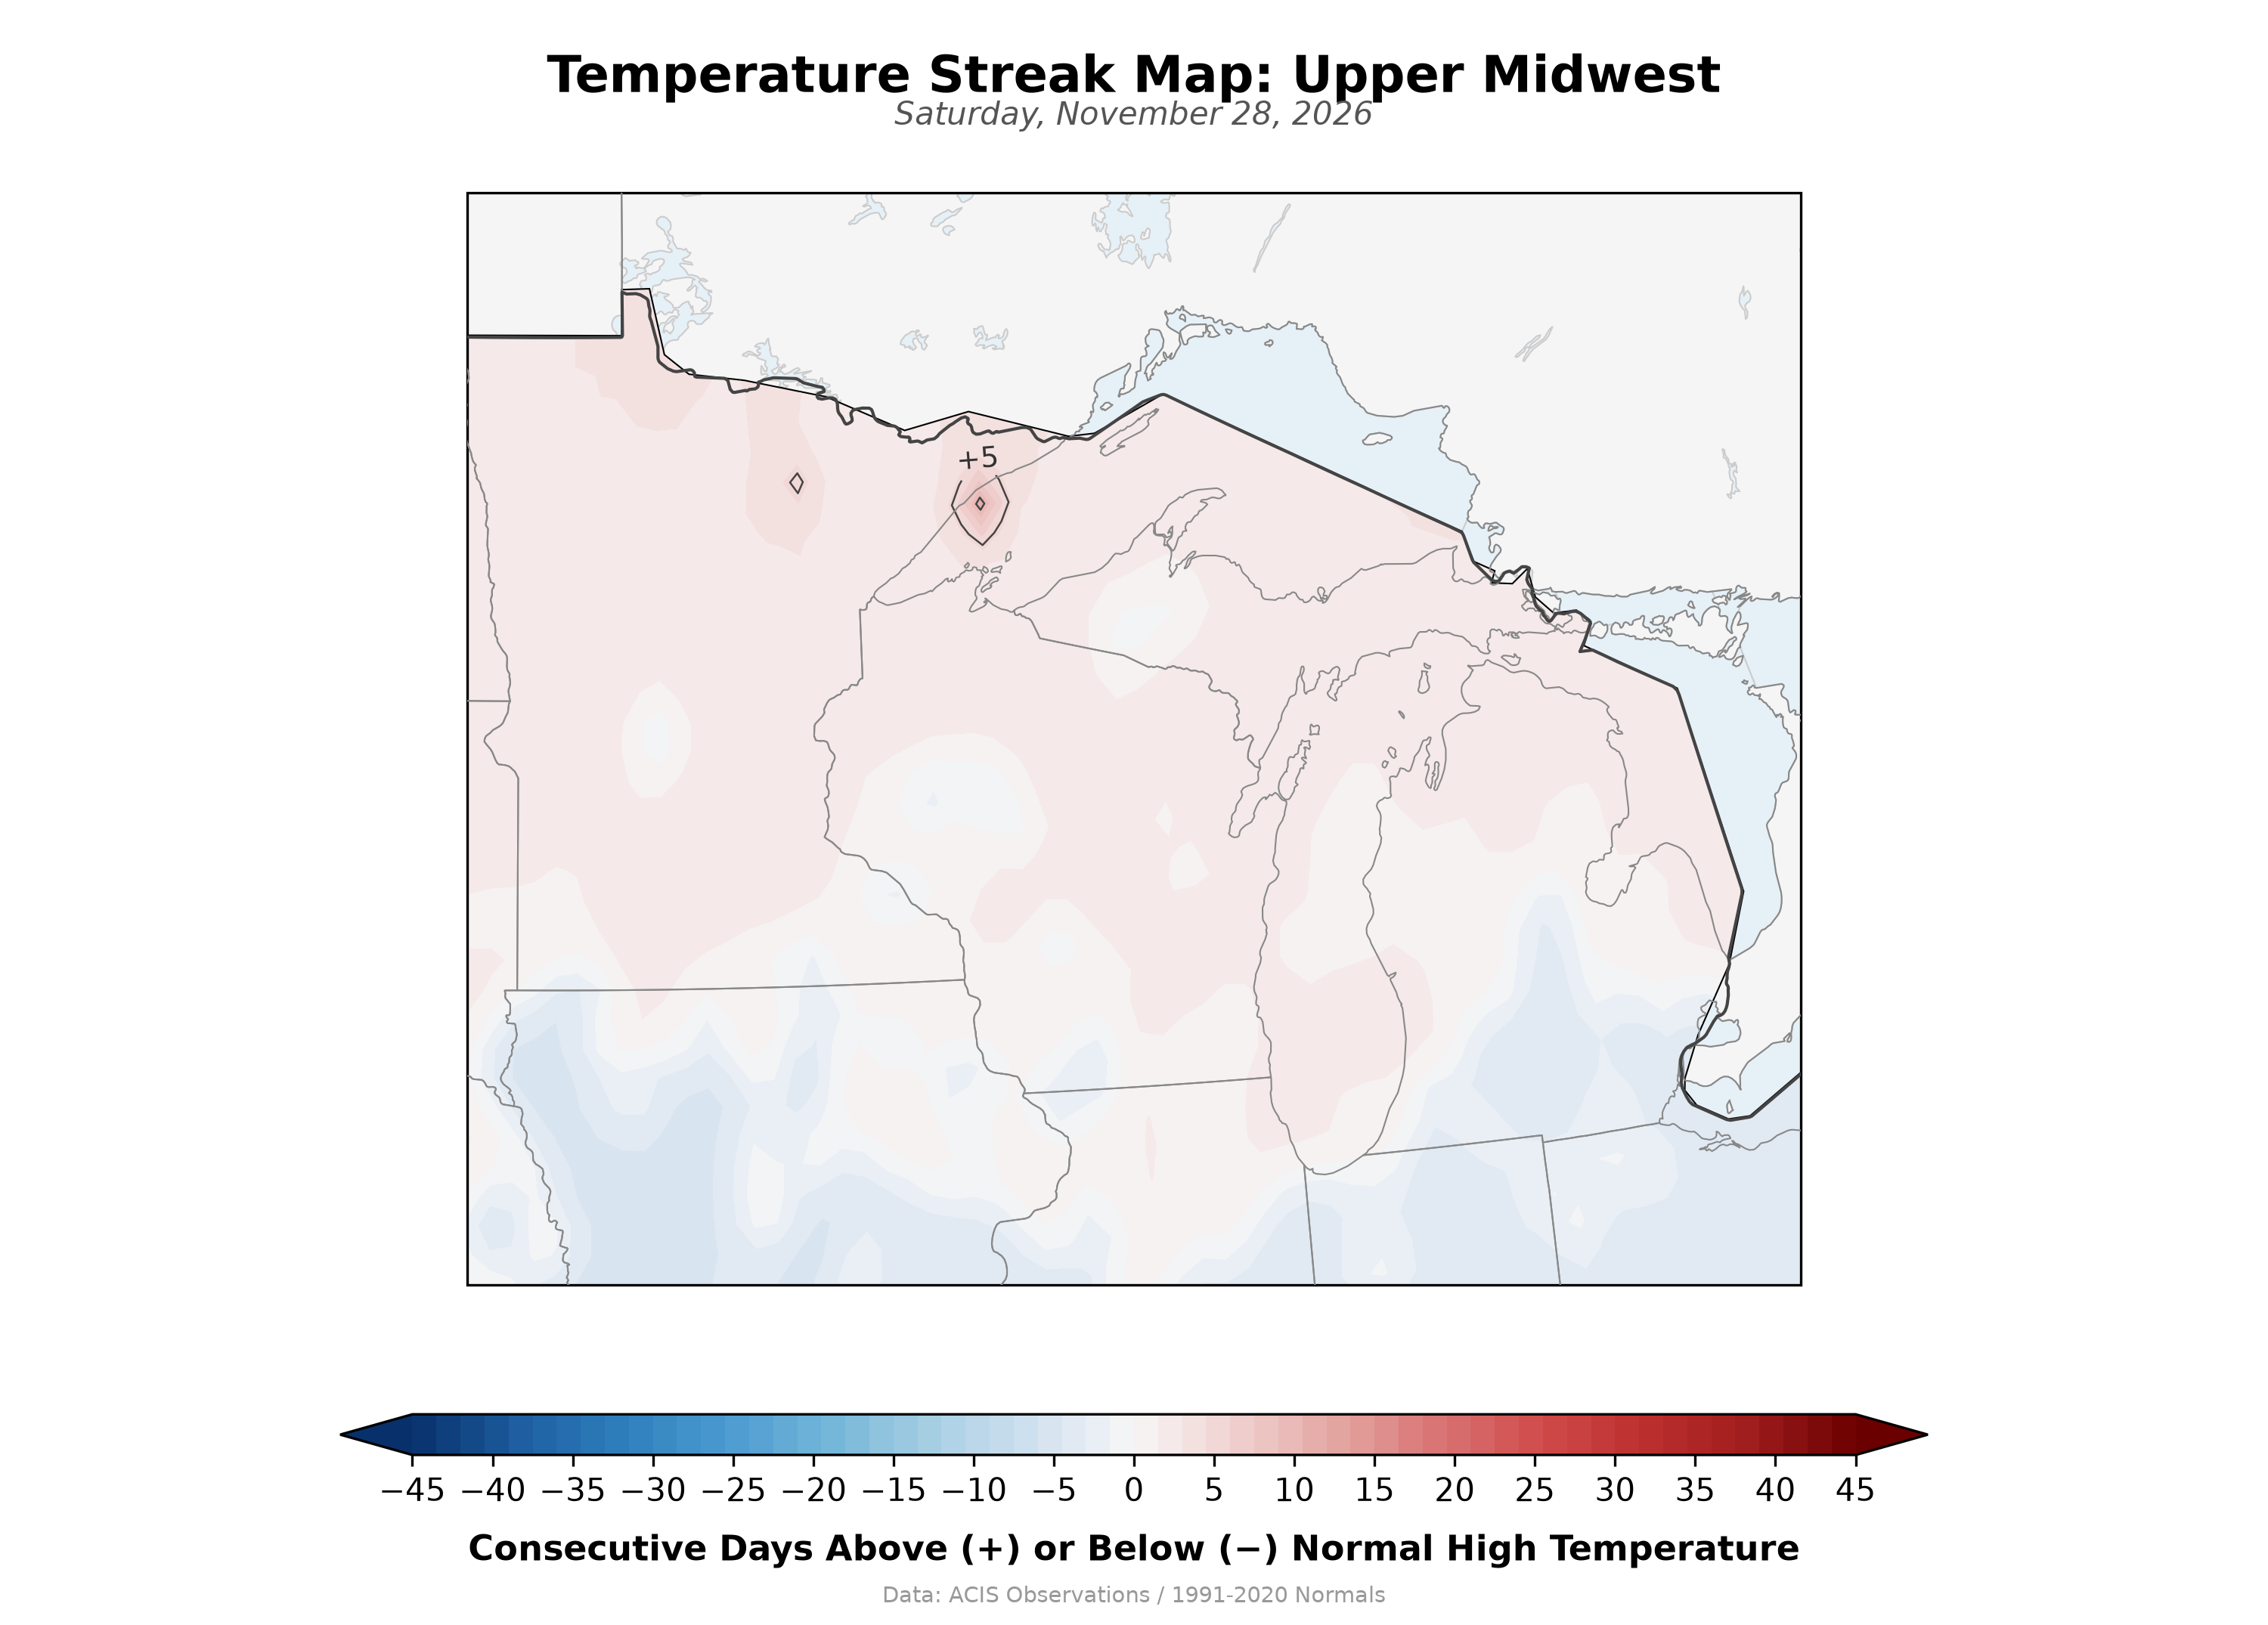 Temperature Streak Map: Upper Midwest
Saturday, November 28, 2026
+5
−45 −40 −35 −30 −25 −20 −15 −10 −5 0 5 10 15 20 25 30 35 40 45
Consecutive Days Above (+) or Below (−) Normal High Temperature
Data: ACIS Observations / 1991-2020 Normals